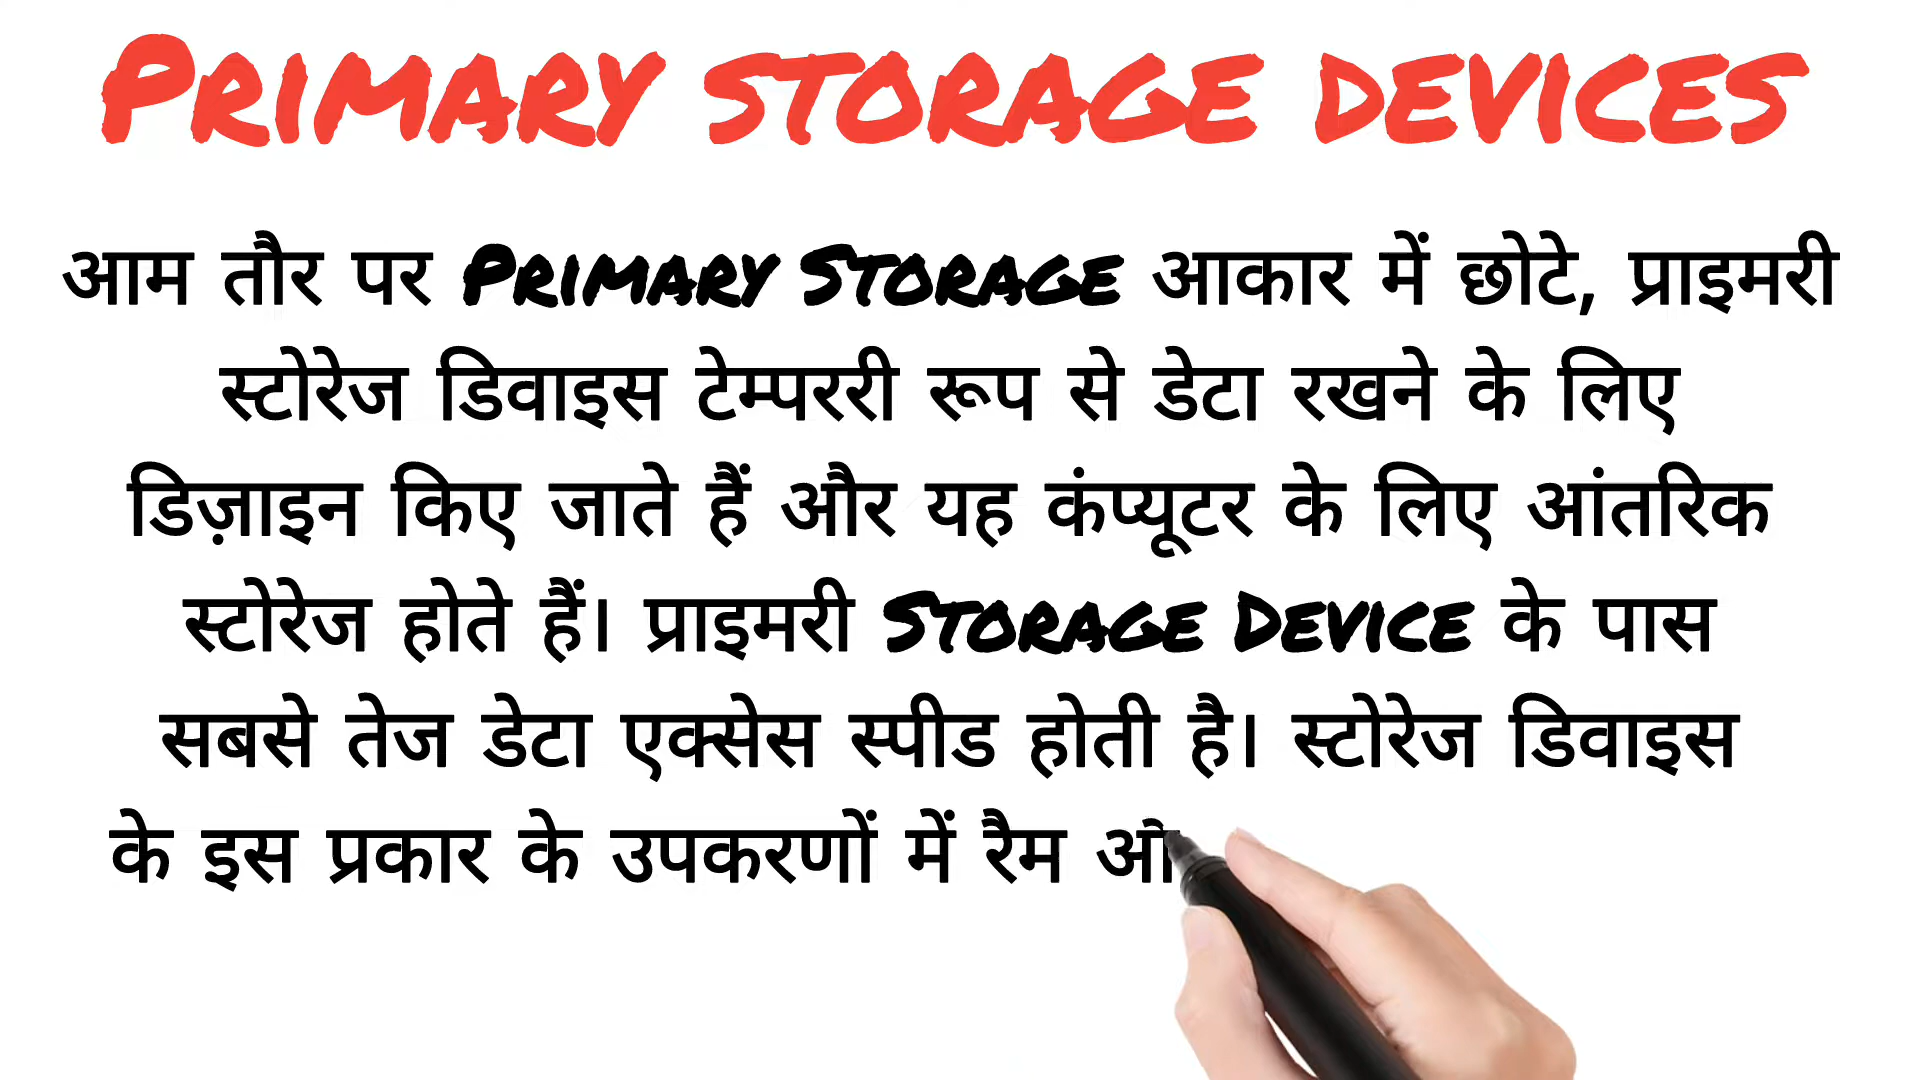 PRIMARY STORAGE DEVICES
आम तौर पर PRIMARY STORAGE आकार में छोटे, प्राइमरी
स्टोरेज डिवाइस टेम्पररी रूप से डेटा रखने के लिए
डिज़ाइन किए जाते हैं और यह कंप्यूटर के लिए आंतरिक
स्टोरेज होते हैं। प्राइमरी STORAGE DEVICE के पास
सबसे तेज डेटा एक्सेस स्पीड होती है। स्टोरेज डिवाइस
के इस प्रकार के उपकरणों में रैम